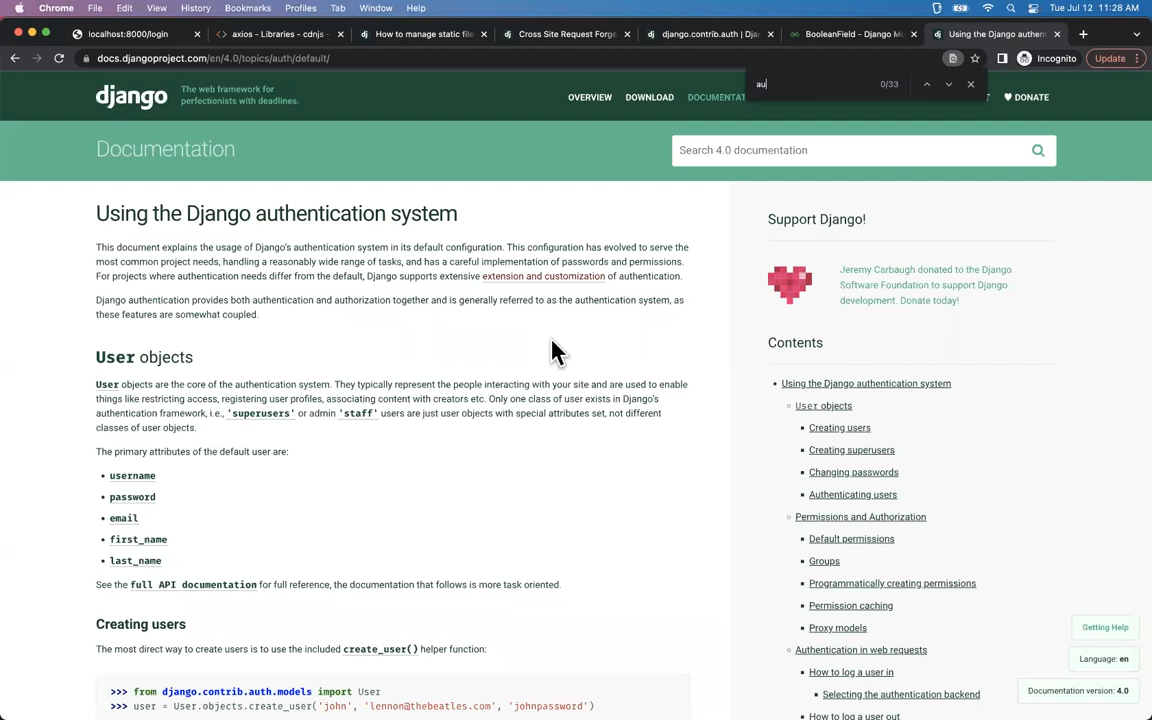 Chrome File Edit View History Bookmarks Profiles Tab Window Help Tue Jul 12 11:28 AM
localhost:8000/login axios - Libraries - cdnjs - How to manage static file Cross Site Request Forge django.contrib.auth | Dja BooleanField - Django Mo Using the Django authent
docs.djangoproject.com/en/4.0/topics/auth/default/ Incognito Update
au 0/33
django
The web framework for
perfectionists with deadlines.
OVERVIEW DOWNLOAD DOCUMENTAT T DONATE
Documentation
Search 4.0 documentation
Using the Django authentication system
This document explains the usage of Django's authentication system in its default configuration. This configuration has evolved to serve the
most common project needs, handling a reasonably wide range of tasks, and has a careful implementation of passwords and permissions.
For projects where authentication needs differ from the default, Django supports extensive extension and customization of authentication.
Django authentication provides both authentication and authorization together and is generally referred to as the authentication system, as
these features are somewhat coupled.
User objects
User objects are the core of the authentication system. They typically represent the people interacting with your site and are used to enable
things like restricting access, registering user profiles, associating content with creators etc. Only one class of user exists in Django's
authentication framework, i.e., 'superusers' or admin 'staff' users are just user objects with special attributes set, not different
classes of user objects.
The primary attributes of the default user are:
• username
• password
• email
• first_name
• last_name
See the full API documentation for full reference, the documentation that follows is more task oriented.
Creating users
The most direct way to create users is to use the included create_user() helper function:
>>> from django.contrib.auth.models import User
>>> user = User.objects.create_user('john', 'lennon@thebeatles.com', 'johnpassword')
Support Django!
Jeremy Carbaugh donated to the Django
Software Foundation to support Django
development. Donate today!
Contents
Using the Django authentication system
User objects
Creating users
Creating superusers
Changing passwords
Authenticating users
Permissions and Authorization
Default permissions
Groups
Programmatically creating permissions
Permission caching
Proxy models
Authentication in web requests
How to log a user in
Selecting the authentication backend
How to log a user out
Getting Help
Language: en
Documentation version: 4.0